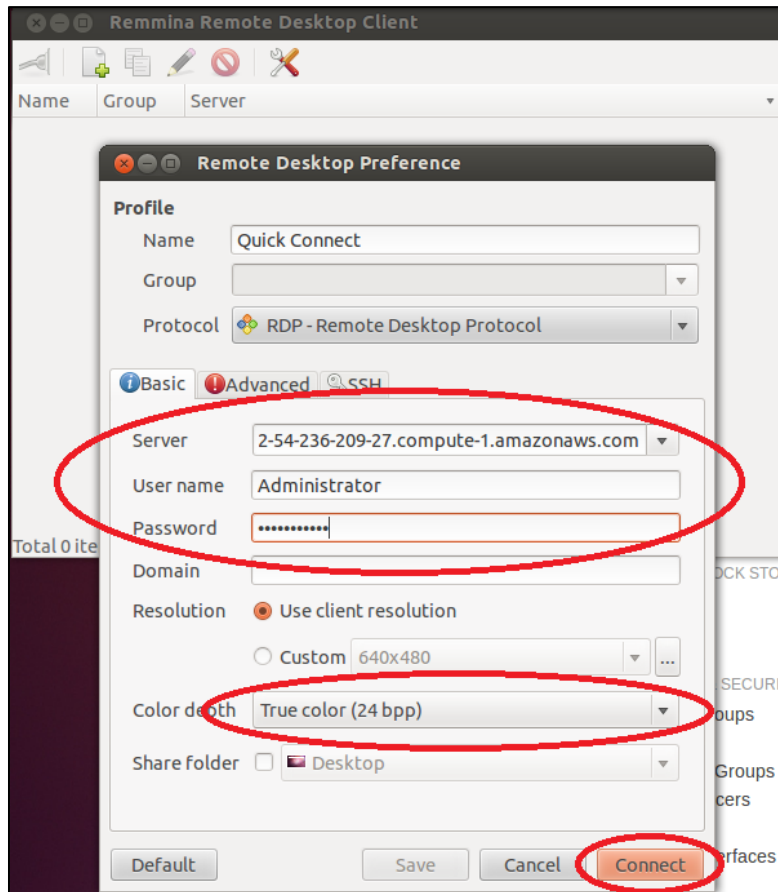 Remmina Remote Desktop Client
Name Group Server
Remote Desktop Preference
Profile
Name Quick Connect
Group
Protocol RDP - Remote Desktop Protocol
Basic Advanced SSH
Server 2-54-236-209-27.compute-1.amazonaws.com
User name Administrator
Password •••••••••••
Total 0 ite
Domain
OCK STO
Resolution Use client resolution
Custom 640x480 ...
SECURI
Color depth True color (24 bpp)
oups
Share folder Desktop
Groups
cers
Default Save Cancel Connect
erfaces